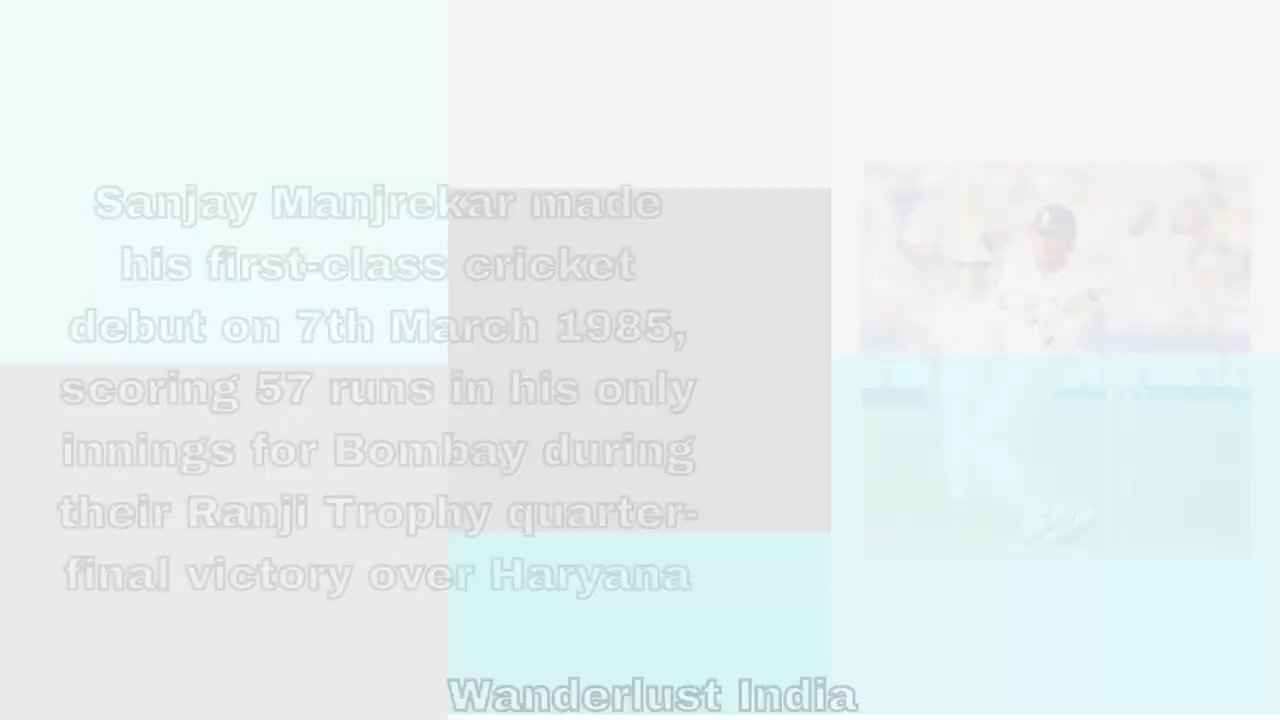 Sanjay Manjrekar made
his first-class cricket
debut on 7th March 1985,
scoring 57 runs in his only
innings for Bombay during
their Ranji Trophy quarter-
final victory over Haryana
Wanderlust India